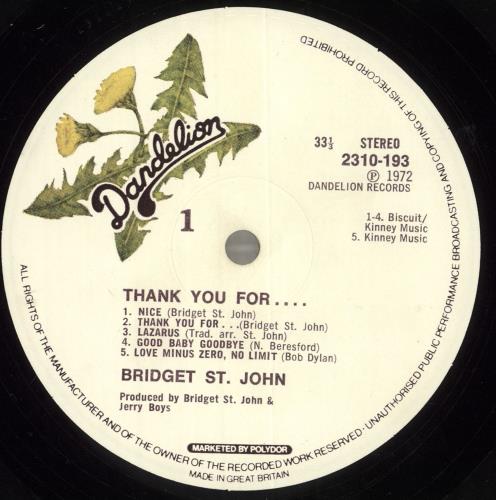 Dandelion
1
33⅓ STEREO
2310-193
Ⓟ 1972
DANDELION RECORDS
1-4. Biscuit/
Kinney Music
5. Kinney Music
THANK YOU FOR....
1. NICE (Bridget St. John)
2. THANK YOU FOR...(Bridget St. John)
3. LAZARUS (Trad. arr. St. John)
4. GOOD BABY GOODBYE (N. Beresford)
5. LOVE MINUS ZERO, NO LIMIT (Bob Dylan)
BRIDGET ST. JOHN
Produced by Bridget St. John &
Jerry Boys
MARKETED BY POLYDOR
MADE IN GREAT BRITAIN
ALL RIGHTS OF THE MANUFACTURER AND OF THE OWNER OF THE RECORDED WORK RESERVED · UNAUTHORISED PUBLIC PERFORMANCE BROADCASTING AND COPYING OF THIS RECORD PROHIBITED